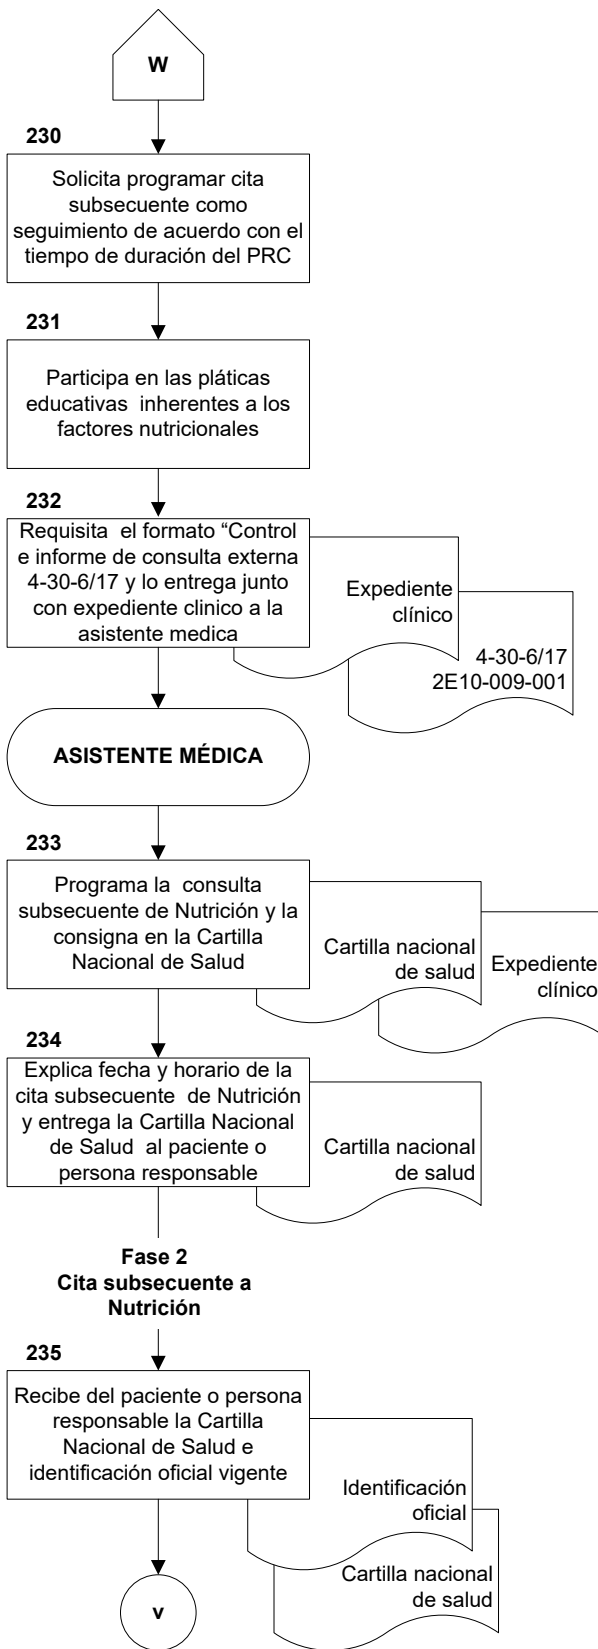 W
230
Solicita programar cita
subsecuente como
seguimiento de acuerdo con el
tiempo de duración del PRC
231
Participa en las pláticas
educativas inherentes a los
factores nutricionales
232
Requisita el formato “Control
e informe de consulta externa
4-30-6/17 y lo entrega junto
con expediente clinico a la
asistente medica
Expediente
clínico
4-30-6/17
2E10-009-001
ASISTENTE MÉDICA
233
Programa la consulta
subsecuente de Nutrición y la
consigna en la Cartilla
Nacional de Salud
Cartilla nacional
de salud
Expediente
clínico
234
Explica fecha y horario de la
cita subsecuente de Nutrición
y entrega la Cartilla Nacional
de Salud al paciente o
persona responsable
Cartilla nacional
de salud
Fase 2
Cita subsecuente a
Nutrición
235
Recibe del paciente o persona
responsable la Cartilla
Nacional de Salud e
identificación oficial vigente
Identificación
oficial
Cartilla nacional
de salud
v